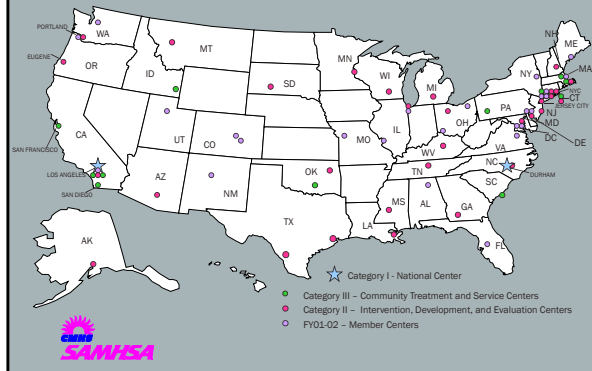 NH
ME
PORTLAND
WA
MT
MN
MA
EUGENE
OR
ID
SD
WI
MI
NY
NYC
CT
JERSEY CITY
PA
NJ
MD
DE
DC
OH
IL
CA
UT
CO
MO
WV
VA
SAN FRANCISCO
LOS ANGELES
OK
TN
NC
DURHAM
SAN DIEGO
AZ
NM
MS
AL
GA
SC
TX
LA
FL
AK
Category I - National Center
Category III – Community Treatment and Service Centers
Category II – Intervention, Development, and Evaluation Centers
FY01-02 – Member Centers
CMHS
SAMHSA